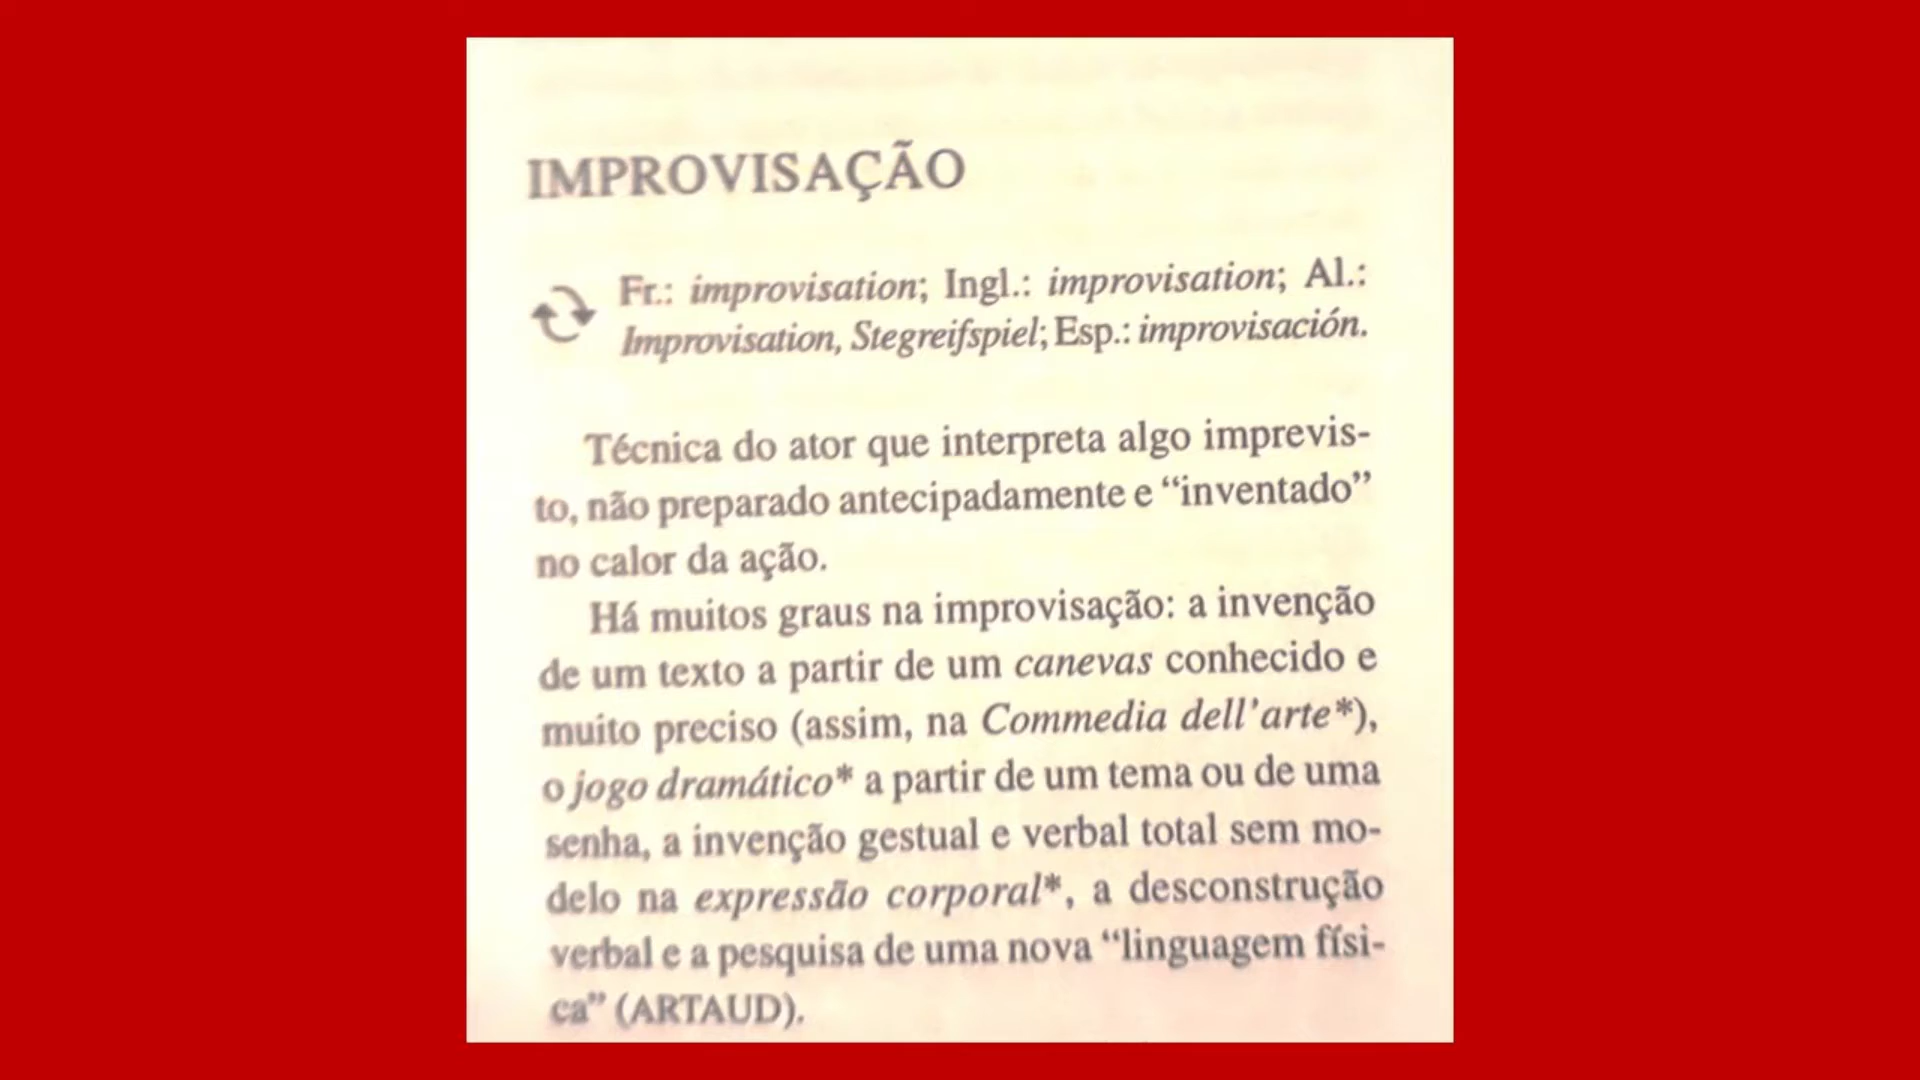 IMPROVISAÇÃO
Fr.: improvisation; Ingl.: improvisation; Al.:
Improvisation, Stegreifspiel; Esp.: improvisación.
Técnica do ator que interpreta algo imprevis-
to, não preparado antecipadamente e “inventado”
no calor da ação.
Há muitos graus na improvisação: a invenção
de um texto a partir de um canevas conhecido e
muito preciso (assim, na Commedia dell’arte*),
o jogo dramático* a partir de um tema ou de uma
senha, a invenção gestual e verbal total sem mo-
delo na expressão corporal*, a desconstrução
verbal e a pesquisa de uma nova “linguagem físi-
ca” (ARTAUD).